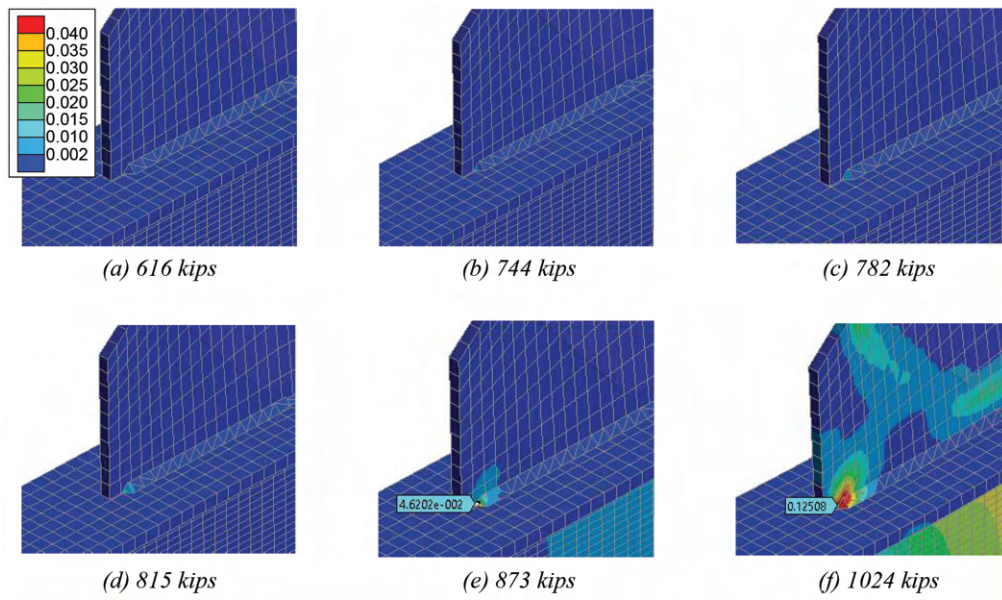 0.040
0.035
0.030
0.025
0.020
0.015
0.010
0.002
(a) 616 kips
(b) 744 kips
(c) 782 kips
4.6202e-002
0.12508
(d) 815 kips
(e) 873 kips
(f) 1024 kips